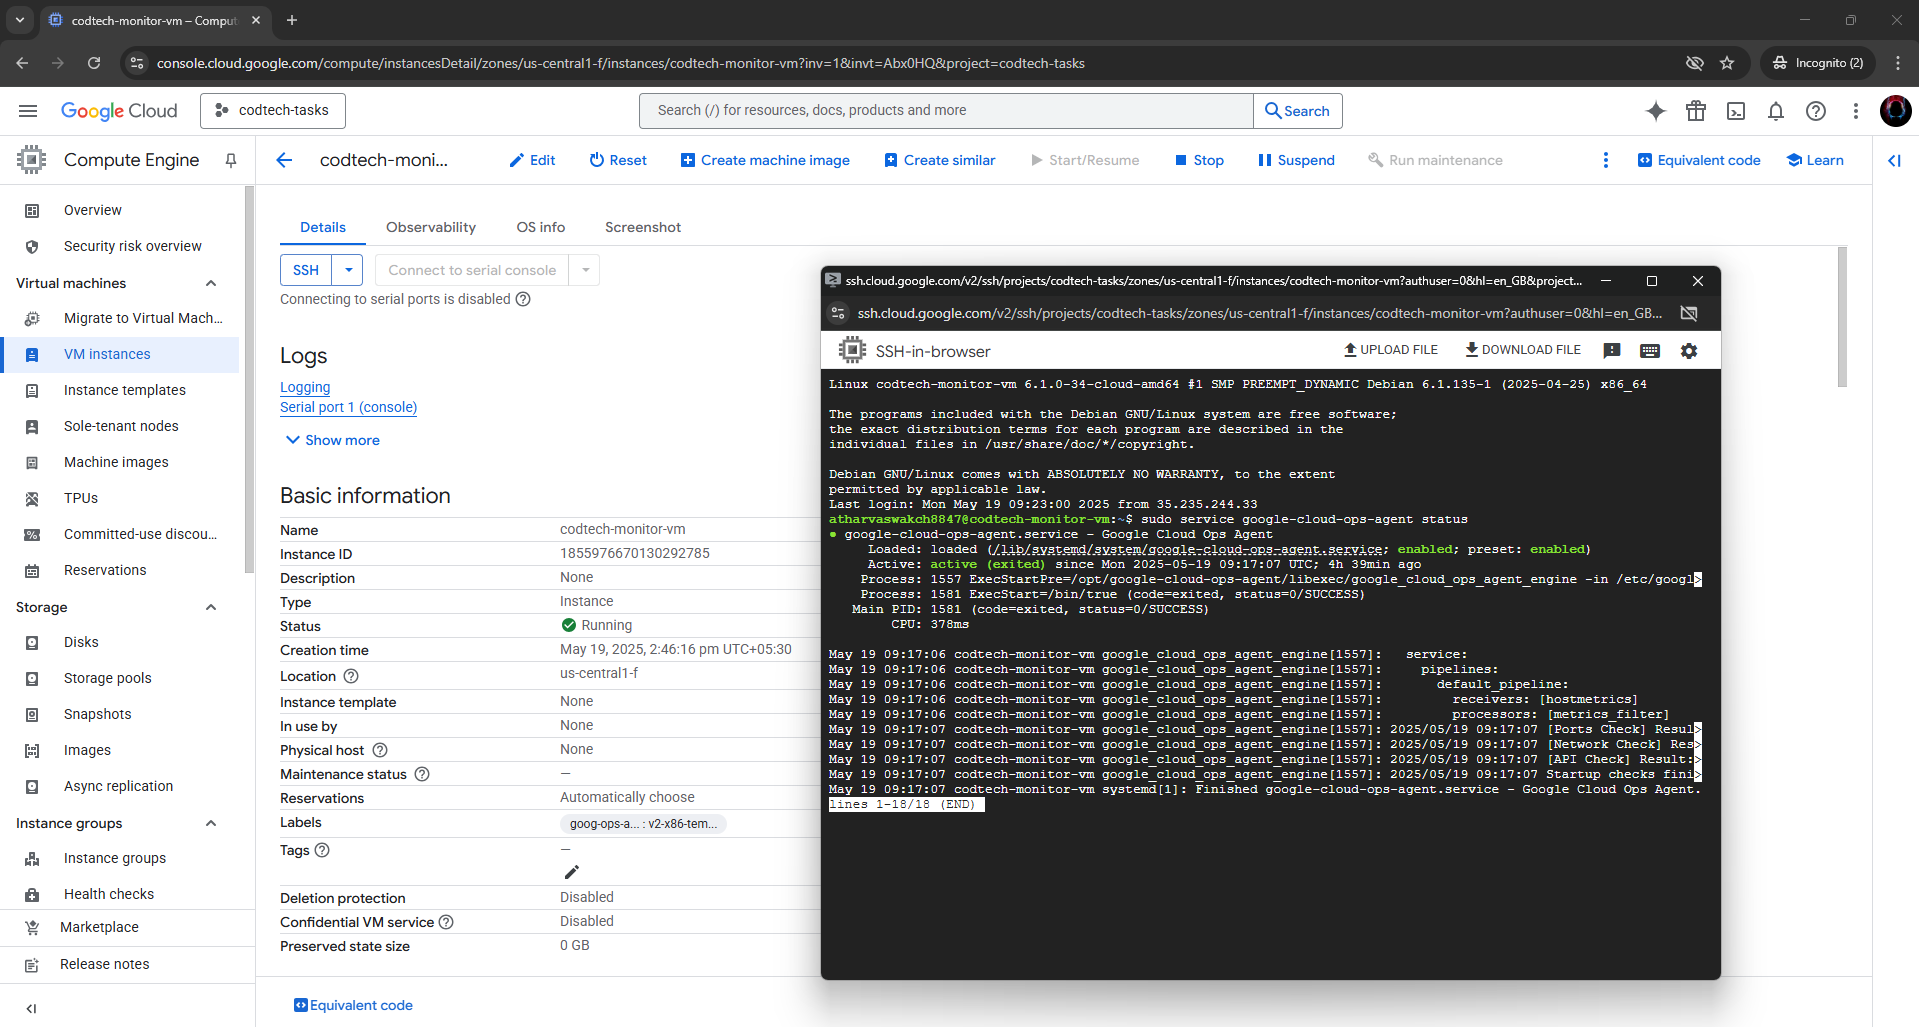 codtech-monitor-vm – Comput
console.cloud.google.com/compute/instancesDetail/zones/us-central1-f/instances/codtech-monitor-vm?inv=1&invt=Abx0HQ&project=codtech-tasks
Incognito (2)
Google Cloud
codtech-tasks
Search (/) for resources, docs, products and more
Search
Compute Engine
codtech-moni...
Edit
Reset
Create machine image
Create similar
Start/Resume
Stop
Suspend
Run maintenance
Equivalent code
Learn
Overview
Security risk overview
Virtual machines
Migrate to Virtual Mach...
VM instances
Instance templates
Sole-tenant nodes
Machine images
TPUs
Committed-use discou...
Reservations
Storage
Disks
Storage pools
Snapshots
Images
Async replication
Instance groups
Instance groups
Health checks
Marketplace
Release notes
Details
Observability
OS info
Screenshot
SSH
Connect to serial console
Connecting to serial ports is disabled
Logs
Logging
Serial port 1 (console)
Show more
Basic information
Name codtech-monitor-vm
Instance ID 1855976670130292785
Description None
Type Instance
Status Running
Creation time May 19, 2025, 2:46:16 pm UTC+05:30
Location us-central1-f
Instance template None
In use by None
Physical host None
Maintenance status —
Reservations Automatically choose
Labels goog-ops-a... : v2-x86-tem...
Tags —
Deletion protection Disabled
Confidential VM service Disabled
Preserved state size 0 GB
Equivalent code
ssh.cloud.google.com/v2/ssh/projects/codtech-tasks/zones/us-central1-f/instances/codtech-monitor-vm?authuser=0&hl=en_GB&project...
ssh.cloud.google.com/v2/ssh/projects/codtech-tasks/zones/us-central1-f/instances/codtech-monitor-vm?authuser=0&hl=en_GB...
SSH-in-browser
UPLOAD FILE
DOWNLOAD FILE
Linux codtech-monitor-vm 6.1.0-34-cloud-amd64 #1 SMP PREEMPT_DYNAMIC Debian 6.1.135-1 (2025-04-25) x86_64
The programs included with the Debian GNU/Linux system are free software;
the exact distribution terms for each program are described in the
individual files in /usr/share/doc/*/copyright.
Debian GNU/Linux comes with ABSOLUTELY NO WARRANTY, to the extent
permitted by applicable law.
Last login: Mon May 19 09:23:00 2025 from 35.235.244.33
atharvaswakch8847@codtech-monitor-vm:~$ sudo service google-cloud-ops-agent status
● google-cloud-ops-agent.service - Google Cloud Ops Agent
Loaded: loaded (/lib/systemd/system/google-cloud-ops-agent.service; enabled; preset: enabled)
Active: active (exited) since Mon 2025-05-19 09:17:07 UTC; 4h 39min ago
Process: 1557 ExecStartPre=/opt/google-cloud-ops-agent/libexec/google_cloud_ops_agent_engine -in /etc/googl>
Process: 1581 ExecStart=/bin/true (code=exited, status=0/SUCCESS)
Main PID: 1581 (code=exited, status=0/SUCCESS)
CPU: 378ms
May 19 09:17:06 codtech-monitor-vm google_cloud_ops_agent_engine[1557]: service:
May 19 09:17:06 codtech-monitor-vm google_cloud_ops_agent_engine[1557]: pipelines:
May 19 09:17:06 codtech-monitor-vm google_cloud_ops_agent_engine[1557]: default_pipeline:
May 19 09:17:06 codtech-monitor-vm google_cloud_ops_agent_engine[1557]: receivers: [hostmetrics]
May 19 09:17:06 codtech-monitor-vm google_cloud_ops_agent_engine[1557]: processors: [metrics_filter]
May 19 09:17:07 codtech-monitor-vm google_cloud_ops_agent_engine[1557]: 2025/05/19 09:17:07 [Ports Check] Resul>
May 19 09:17:07 codtech-monitor-vm google_cloud_ops_agent_engine[1557]: 2025/05/19 09:17:07 [Network Check] Res>
May 19 09:17:07 codtech-monitor-vm google_cloud_ops_agent_engine[1557]: 2025/05/19 09:17:07 [API Check] Result:>
May 19 09:17:07 codtech-monitor-vm google_cloud_ops_agent_engine[1557]: 2025/05/19 09:17:07 Startup checks fini>
May 19 09:17:07 codtech-monitor-vm systemd[1]: Finished google-cloud-ops-agent.service - Google Cloud Ops Agent.
lines 1-18/18 (END)